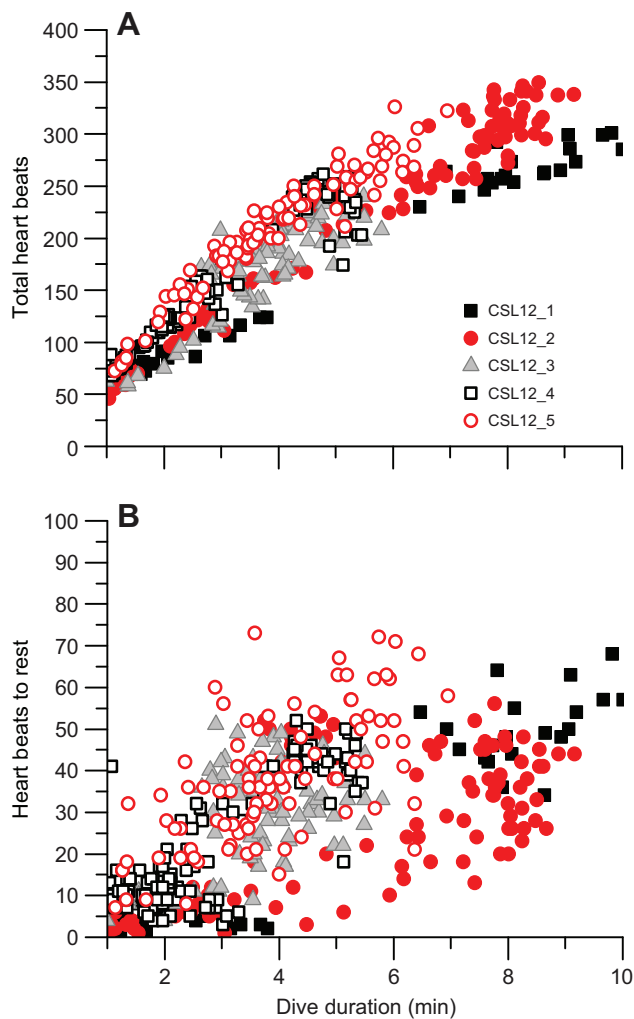 A
400
350
300
250
200
150
100
50
0
Total heart beats
CSL12_1
CSL12_2
CSL12_3
CSL12_4
CSL12_5
B
100
90
80
70
60
50
40
30
20
10
0
Heart beats to rest
2 4 6 8 10
Dive duration (min)